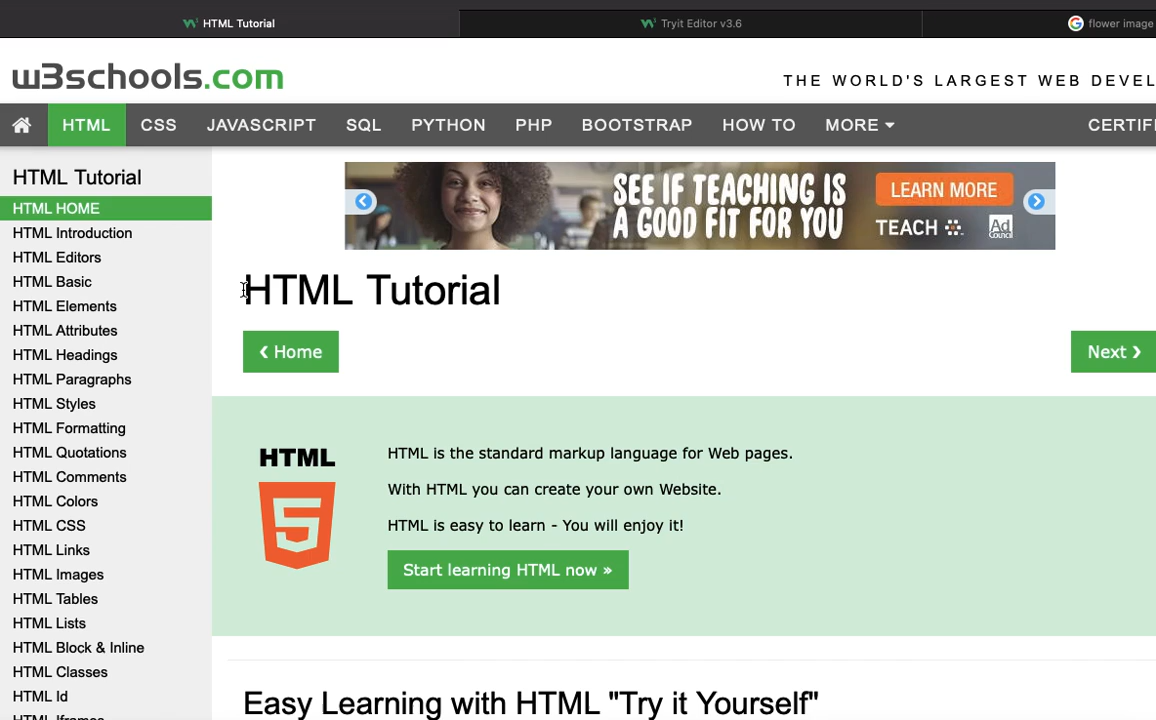 HTML Tutorial
Tryit Editor v3.6
flower image
w3schools.com
THE WORLD'S LARGEST WEB DEVEL
HTML CSS JAVASCRIPT SQL PYTHON PHP BOOTSTRAP HOW TO MORE CERTIF
HTML Tutorial
HTML HOME
HTML Introduction
HTML Editors
HTML Basic
HTML Elements
HTML Attributes
HTML Headings
HTML Paragraphs
HTML Styles
HTML Formatting
HTML Quotations
HTML Comments
HTML Colors
HTML CSS
HTML Links
HTML Images
HTML Tables
HTML Lists
HTML Block & Inline
HTML Classes
HTML Id
HTML Iframes
SEE IF TEACHING IS
A GOOD FIT FOR YOU
LEARN MORE
TEACH
Ad
COUNCIL
HTML Tutorial
❮ Home
Next ❯
HTML
5
HTML is the standard markup language for Web pages.
With HTML you can create your own Website.
HTML is easy to learn - You will enjoy it!
Start learning HTML now »
Easy Learning with HTML "Try it Yourself"